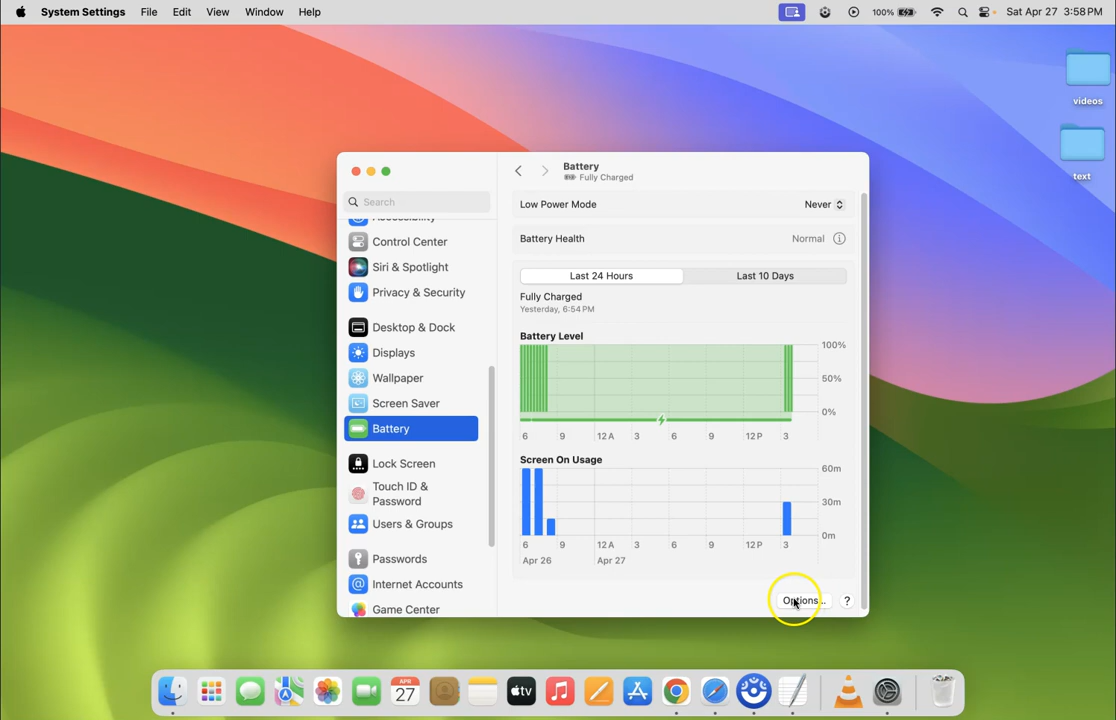 System Settings File Edit View Window Help 100% Sat Apr 27 3:58 PM
videos
text
Battery
Fully Charged
Search
Accessibility
Control Center
Siri & Spotlight
Privacy & Security
Desktop & Dock
Displays
Wallpaper
Screen Saver
Battery
Lock Screen
Touch ID &
Password
Users & Groups
Passwords
Internet Accounts
Game Center
Low Power Mode Never
Battery Health Normal
Last 24 Hours Last 10 Days
Fully Charged
Yesterday, 6:54 PM
Battery Level
100%
50%
0%
6 9 12 A 3 6 9 12 P 3
Screen On Usage
60m
30m
0m
6 9 12 A 3 6 9 12 P 3
Apr 26 Apr 27
Options... ?
APR
27
tv